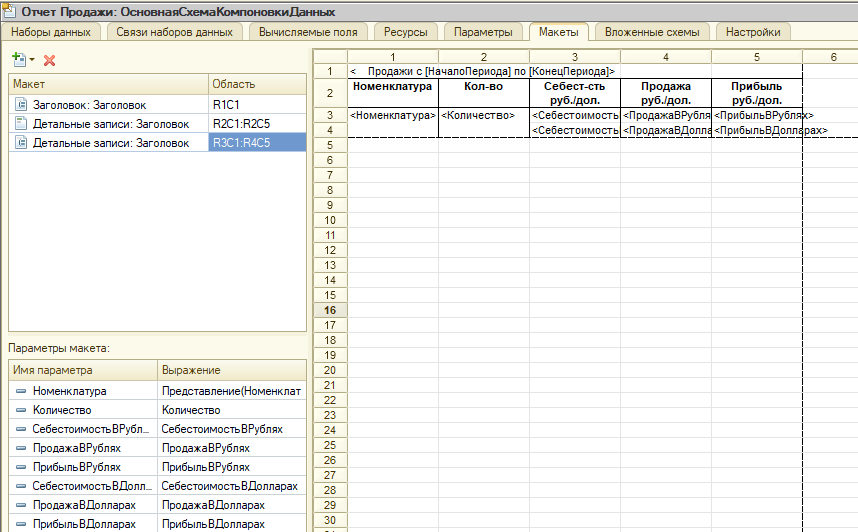 Отчет Продажи: ОсновнаяСхемаКомпоновкиДанных
Наборы данных Связи наборов данных Вычисляемые поля Ресурсы Параметры Макеты Вложенные схемы Настройки
Макет Область
Заголовок: Заголовок R1C1
Детальные записи: Заголовок R2C1:R2C5
Детальные записи: Заголовок R3C1:R4C5
Параметры макета:
Имя параметра Выражение
Номенклатура Представление(Номенклат
Количество Количество
СебестоимостьВРубл... СебестоимостьВРублях
ПродажаВРублях ПродажаВРублях
ПрибыльВРублях ПрибыльВРублях
СебестоимостьВДолл... СебестоимостьВДолларах
ПродажаВДолларах ПродажаВДолларах
ПрибыльВДолларах ПрибыльВДолларах
1 2 3 4 5 6
1 < Продажи с [НачалоПериода] по [КонецПериода]>
2 Номенклатура Кол-во Себест-сть руб./дол. Продажа руб./дол. Прибыль руб./дол.
3 <Номенклатура> <Количество> <Себестоимость <ПродажаВРубля <ПрибыльВРублях>
4 <Себестоимость <ПродажаВДолла <ПрибыльВДолларах>
5
6
7
8
9
10
11
12
13
14
15
16
17
18
19
20
21
22
23
24
25
26
27
28
29
30